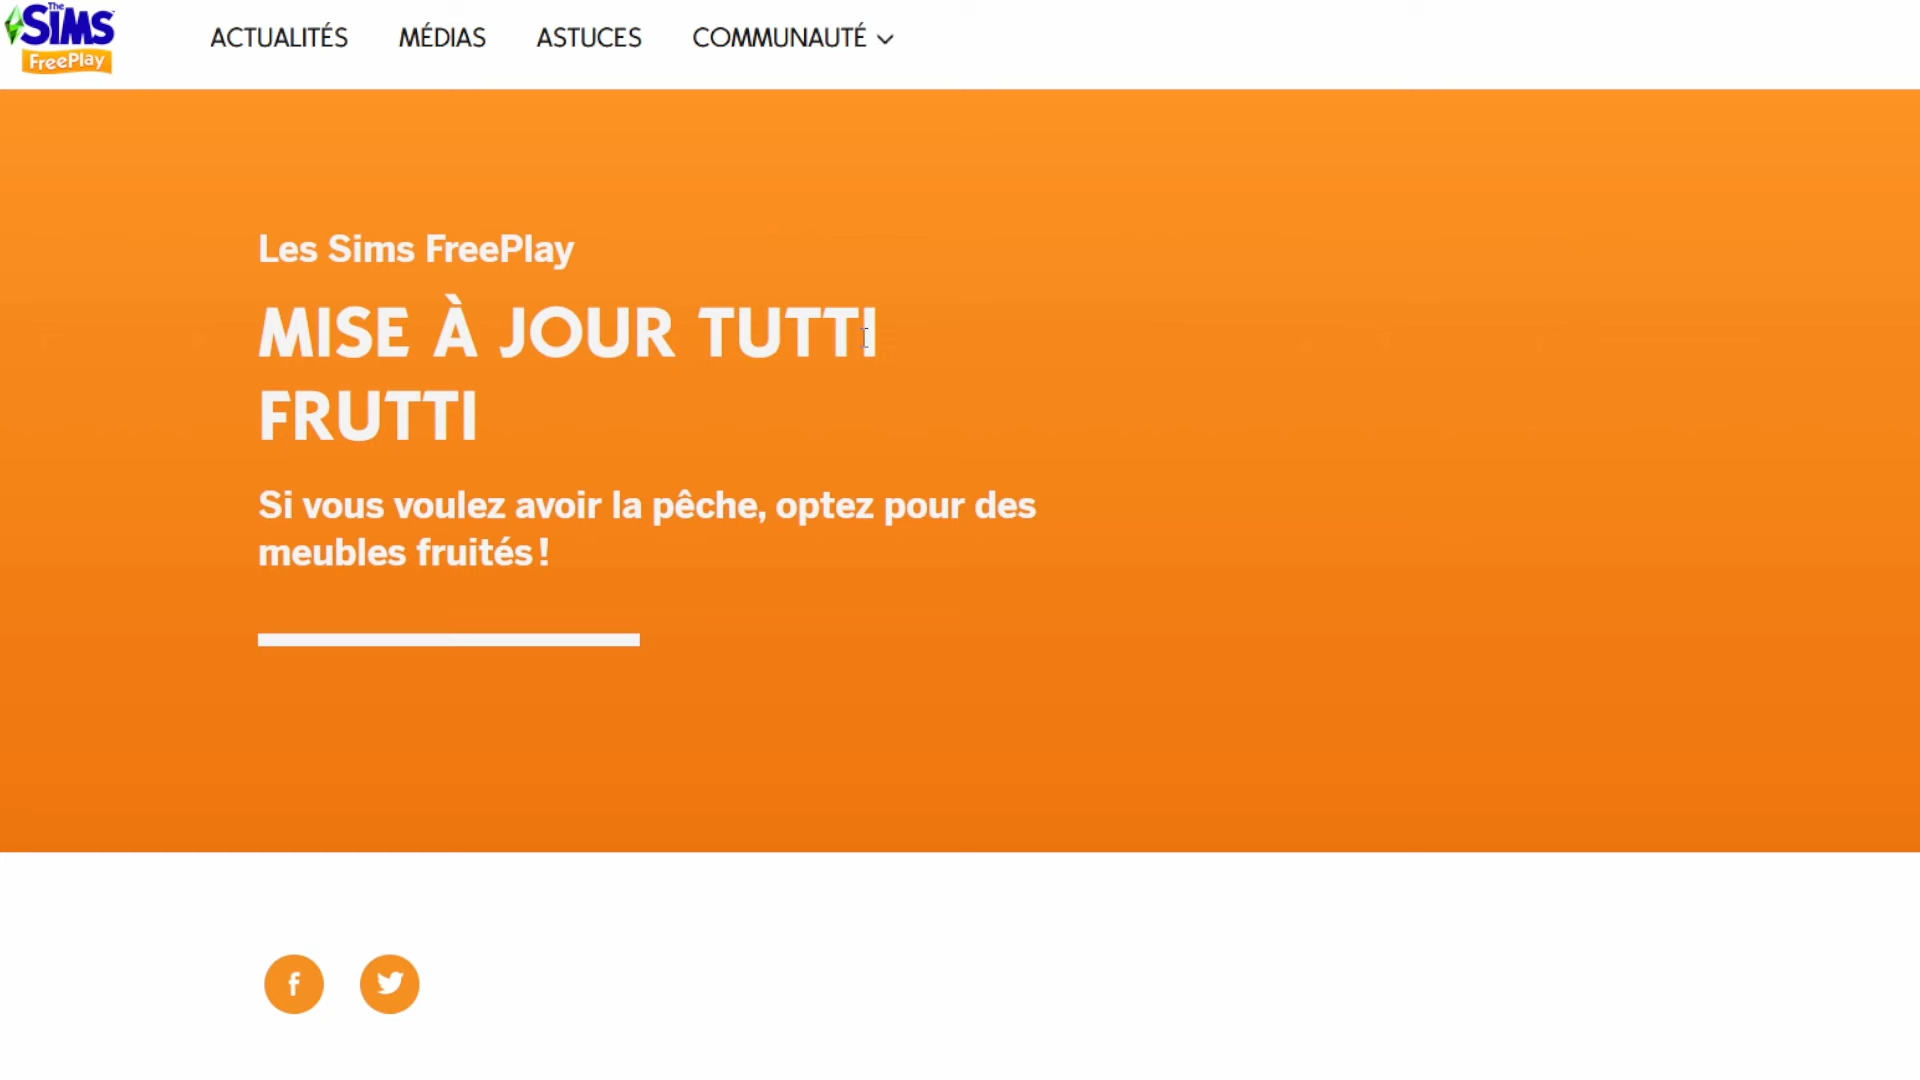 The
SiMS
FreePlay
ACTUALITÉS
MÉDIAS
ASTUCES
COMMUNAUTÉ
Les Sims FreePlay
MISE À JOUR TUTTI
FRUTTI
Si vous voulez avoir la pêche, optez pour des
meubles fruités !